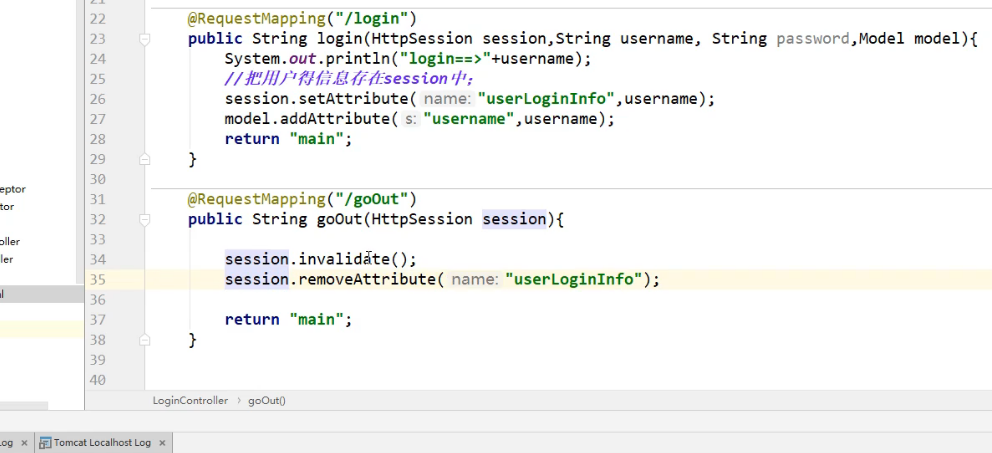 22 @RequestMapping("/login")
23 public String login(HttpSession session,String username, String password,Model model){
24 System.out.println("login==>"+username);
25 //把用户得信息存在session中;
26 session.setAttribute( name: "userLoginInfo",username);
27 model.addAttribute( s: "username",username);
28 return "main";
29 }
30
31 @RequestMapping("/goOut")
32 public String goOut(HttpSession session){
33
34 session.invalidate();
35 session.removeAttribute( name: "userLoginInfo");
36
37 return "main";
38 }
39
40
eptor
tor
oller
ler
LoginController › goOut()
Log × Tomcat Localhost Log ×